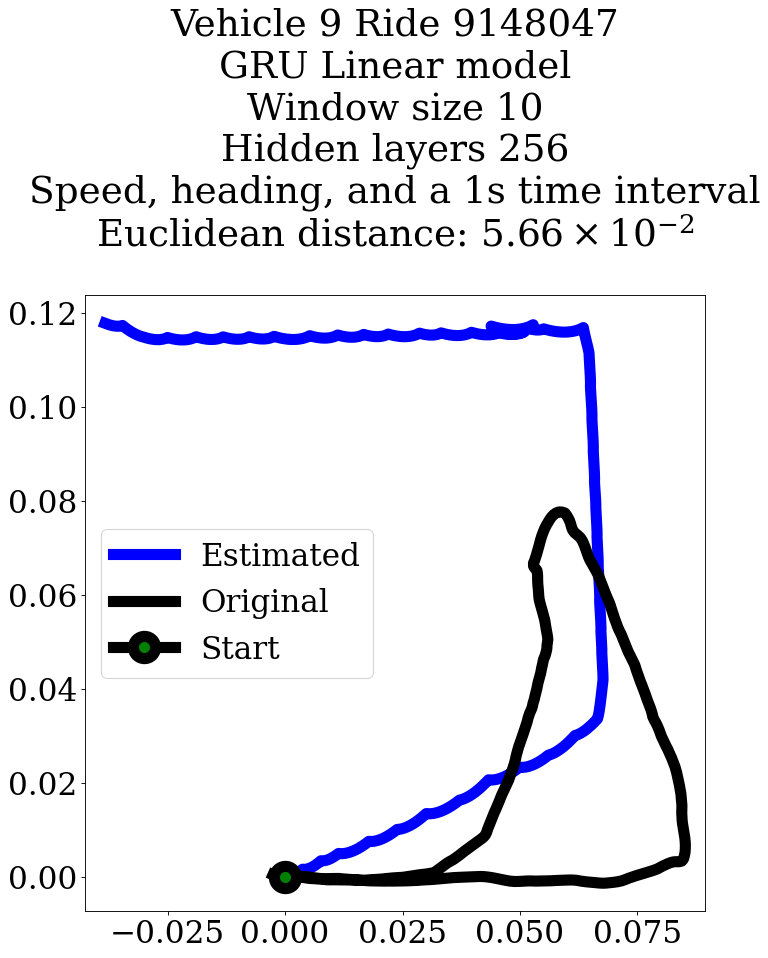 Vehicle 9 Ride 9148047
GRU Linear model
Window size 10
Hidden layers 256
Speed, heading, and a 1s time interval
Euclidean distance: 5.66 × 10⁻²
0.12
0.10
0.08
0.06
0.04
0.02
0.00
Estimated
Original
Start
−0.025 0.000 0.025 0.050 0.075